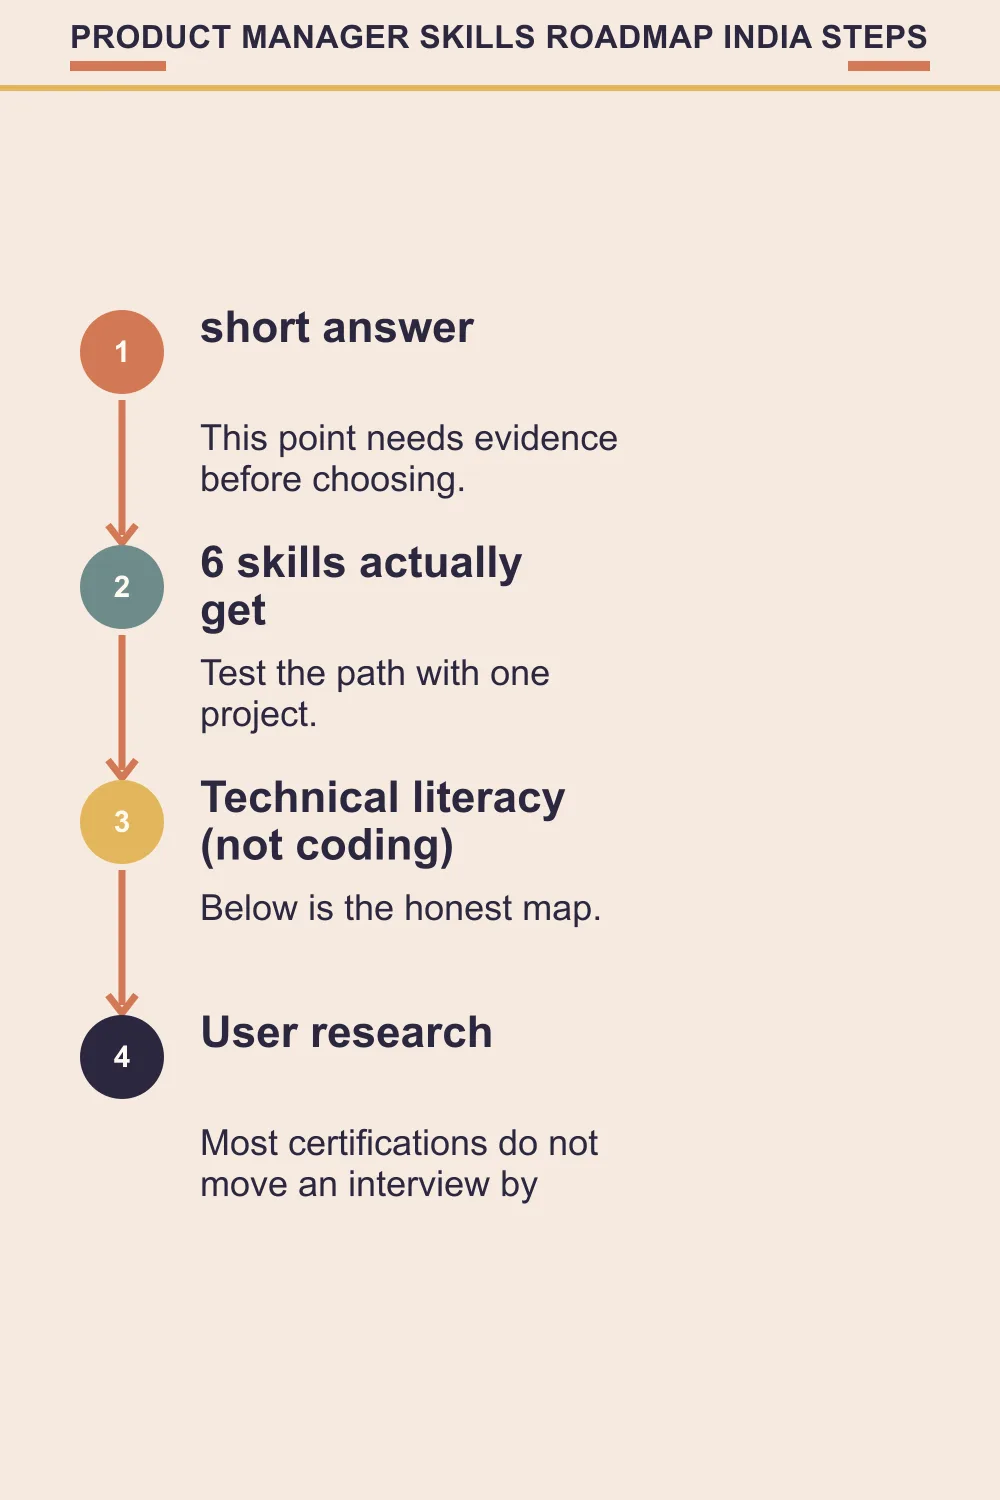 PRODUCT MANAGER SKILLS ROADMAP INDIA STEPS
1
short answer
This point needs evidence
before choosing.
2
6 skills actually
get
Test the path with one
project.
3
Technical literacy
(not coding)
Below is the honest map.
4
User research
Most certifications do not
move an interview by